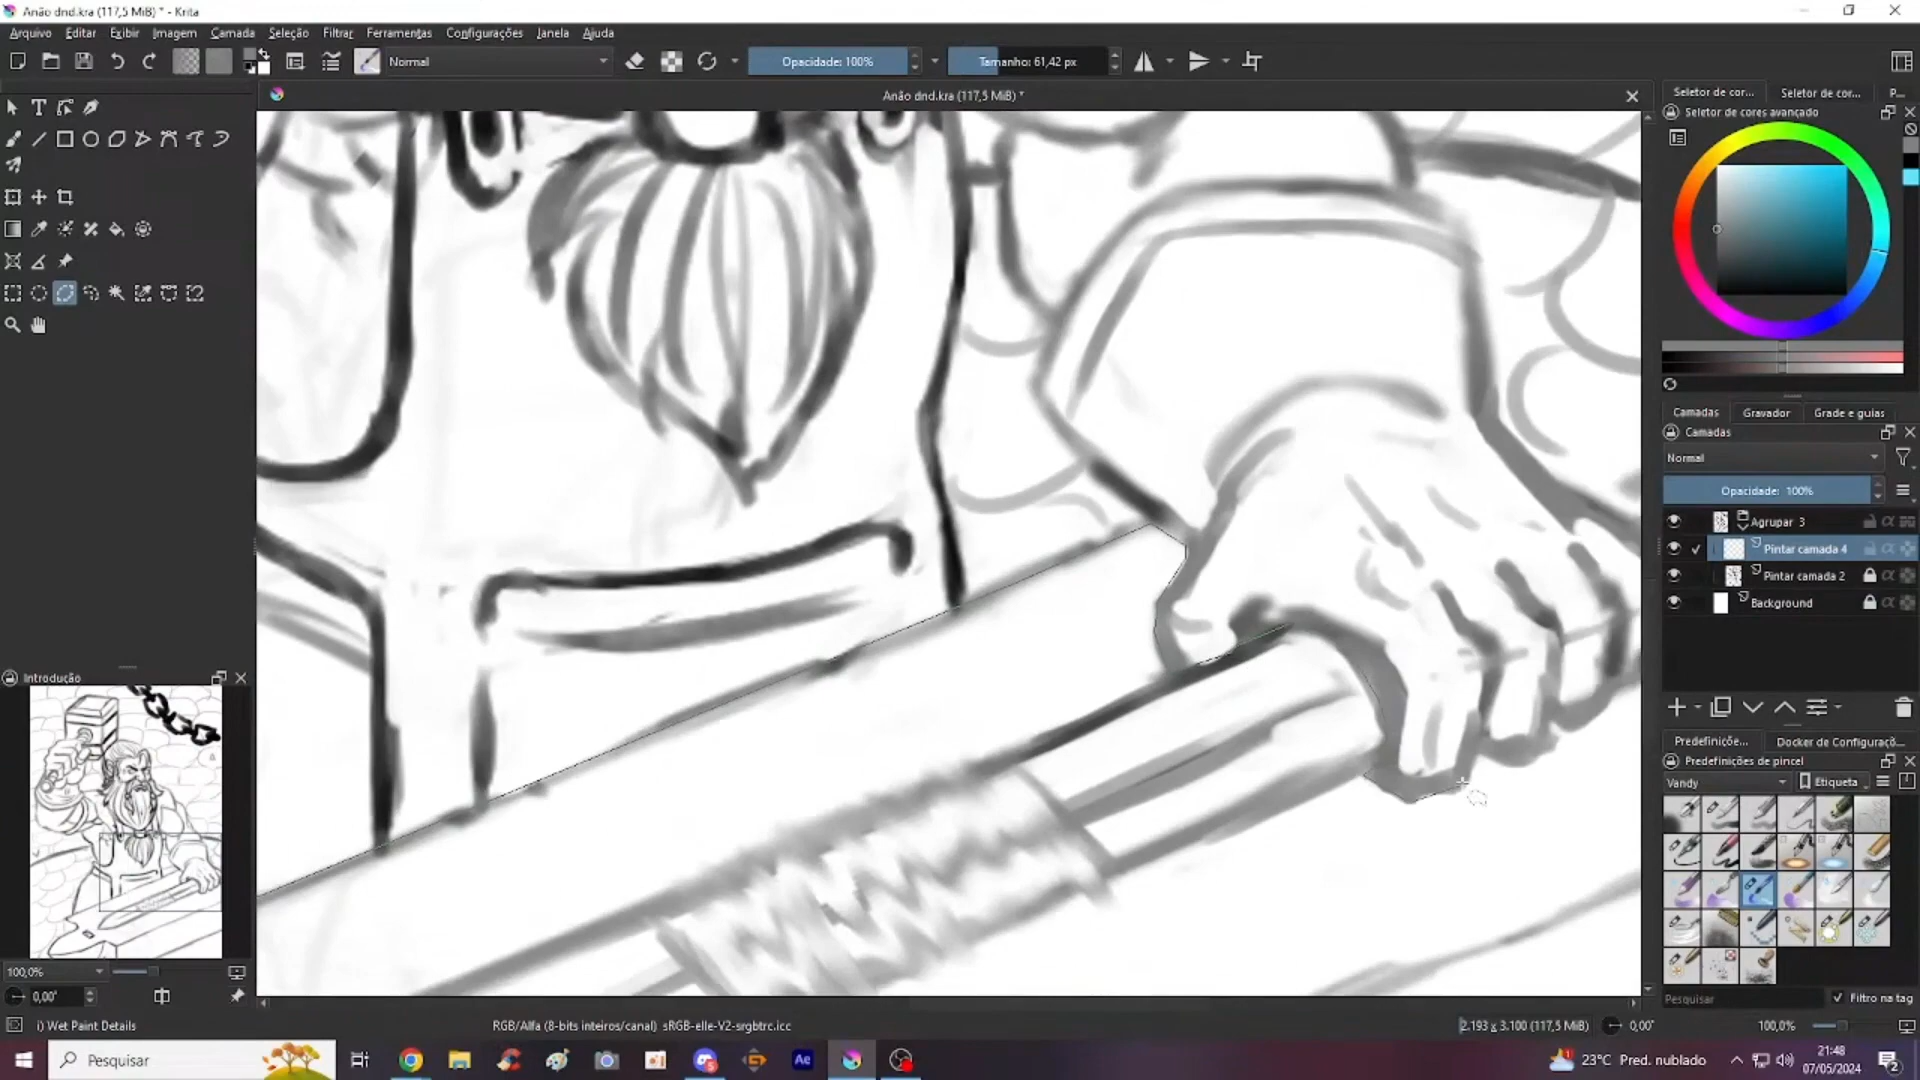 Anão dnd.kra (117,5 MiB) * - Krita
Arquivo Editar Exibir Imagem Camada Seleção Filtrar Ferramentas Configurações Janela Ajuda
Normal Opacidade: 100% Tamanho: 61,42 px
Anão dnd.kra (117,5 MiB) *
Seletor de cor... Seletor de cor... P...
Seletor de cores avançado
Camadas Gravador Grade e guias
Camadas
Normal
Opacidade: 100%
Agrupar 3
Pintar camada 4
Pintar camada 2
Background
Introdução
Predefiniçõe... Docker de Configuraçõ...
Predefinições de pincel
Vandy Etiqueta
100,0%
0,00°
Pesquisar Filtro na tag
i) Wet Paint Details
RGB/Alfa (8-bits inteiros/canal) sRGB-elle-V2-srgbtrc.icc
2.193 x 3.100 (117,5 MiB)
0,00°
100,0%
Pesquisar
Ae
23°C Pred. nublado
21:48
07/05/2024
2